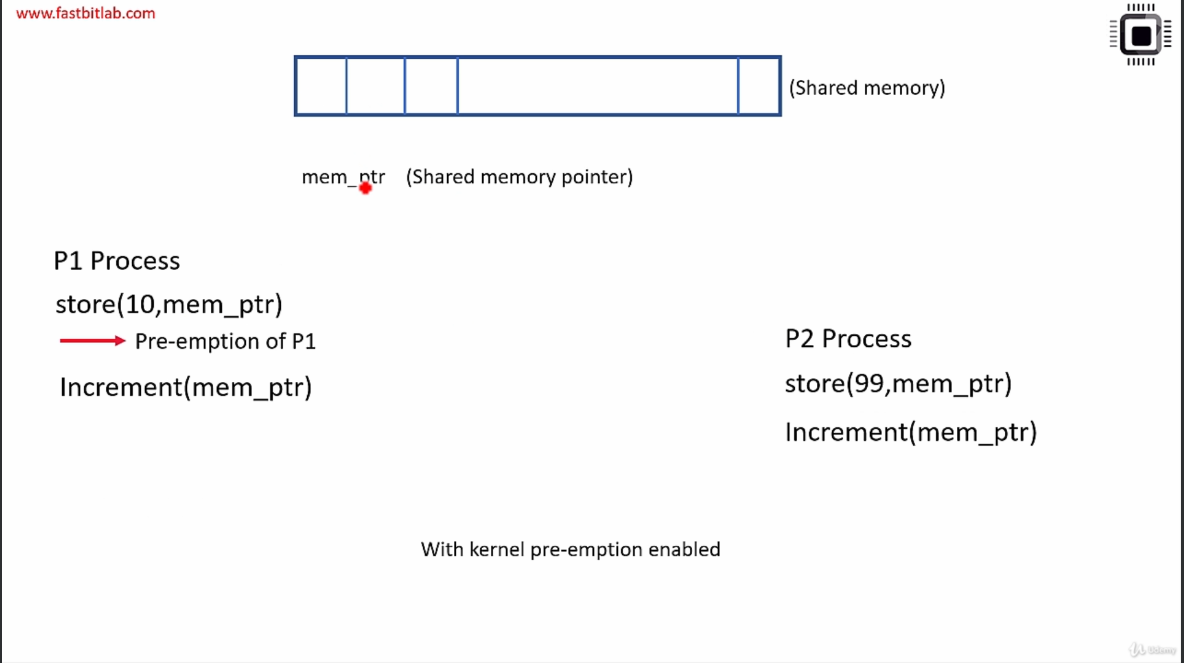 www.fastbitlab.com
(Shared memory)
mem_ptr (Shared memory pointer)
P1 Process
store(10,mem_ptr)
Pre-emption of P1
Increment(mem_ptr)
P2 Process
store(99,mem_ptr)
Increment(mem_ptr)
With kernel pre-emption enabled
Udemy